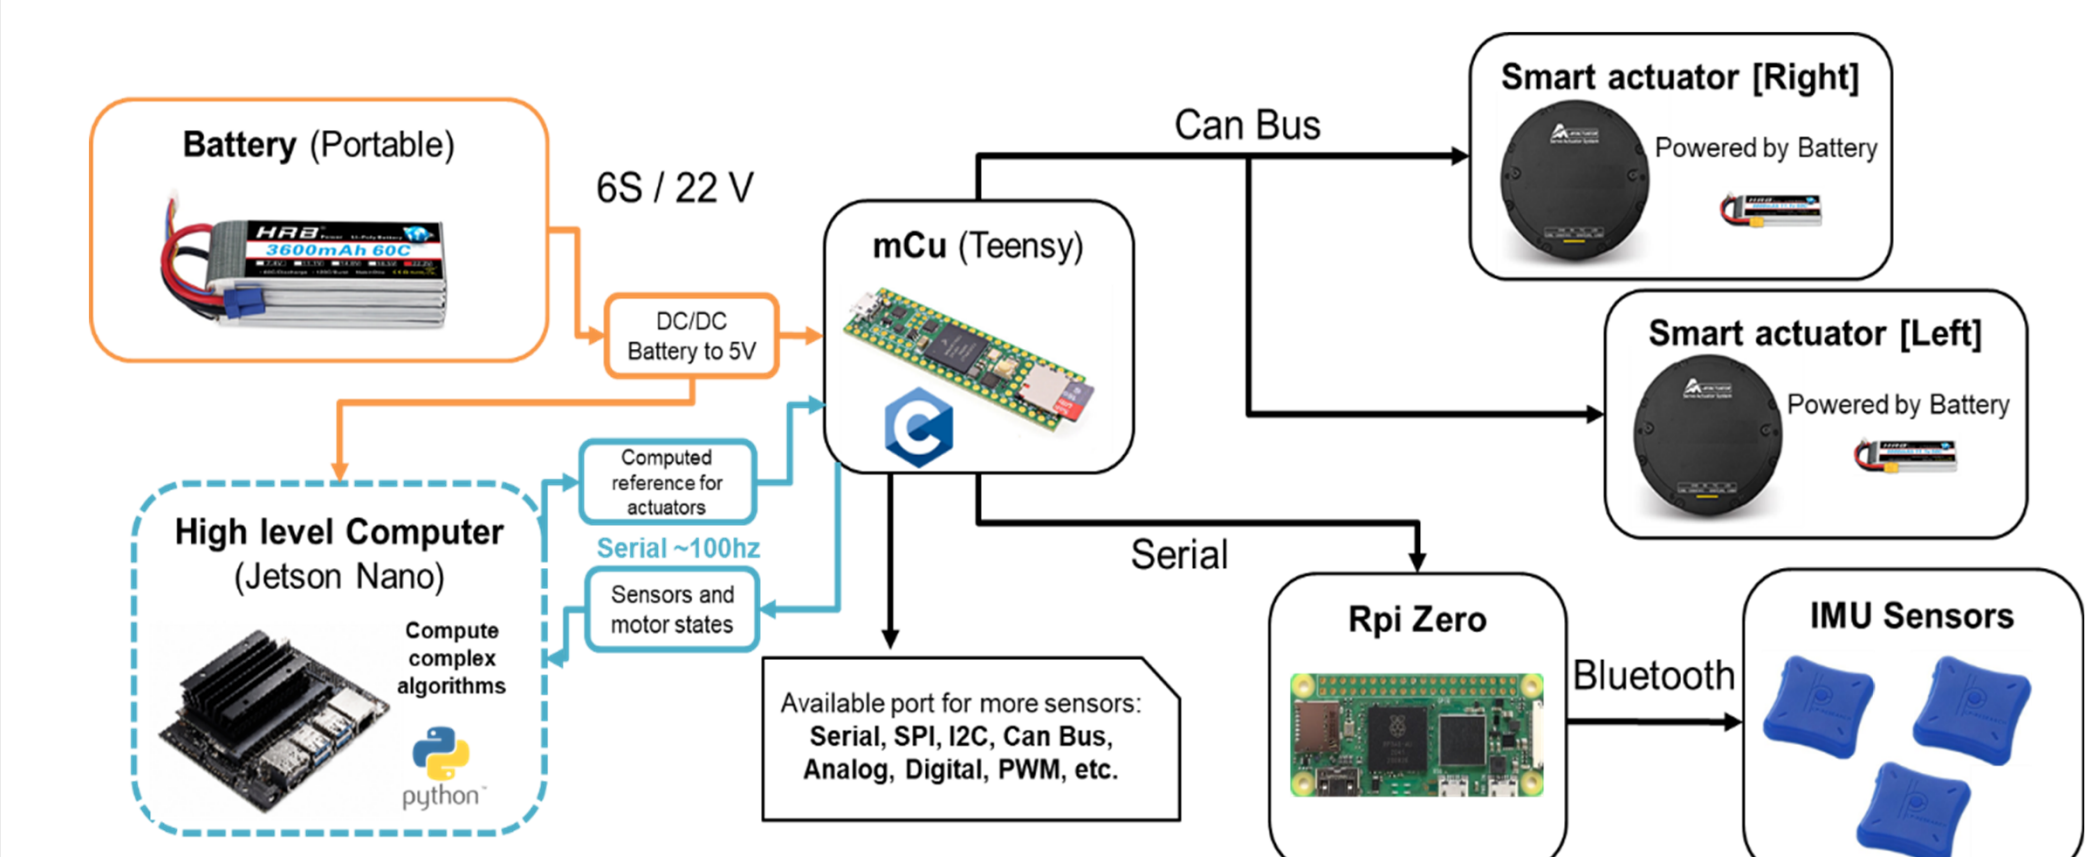 Battery (Portable)
HRB
3600mAh 60C
6S / 22 V
DC/DC
Battery to 5V
mCu (Teensy)
C
Can Bus
Smart actuator [Right]
Powered by Battery
HRB
Smart actuator [Left]
Powered by Battery
HRB
High level Computer
(Jetson Nano)
Compute
complex
algorithms
python
Computed
reference for
actuators
Serial ~100hz
Sensors and
motor states
Available port for more sensors:
Serial, SPI, I2C, Can Bus,
Analog, Digital, PWM, etc.
Serial
Rpi Zero
Bluetooth
IMU Sensors